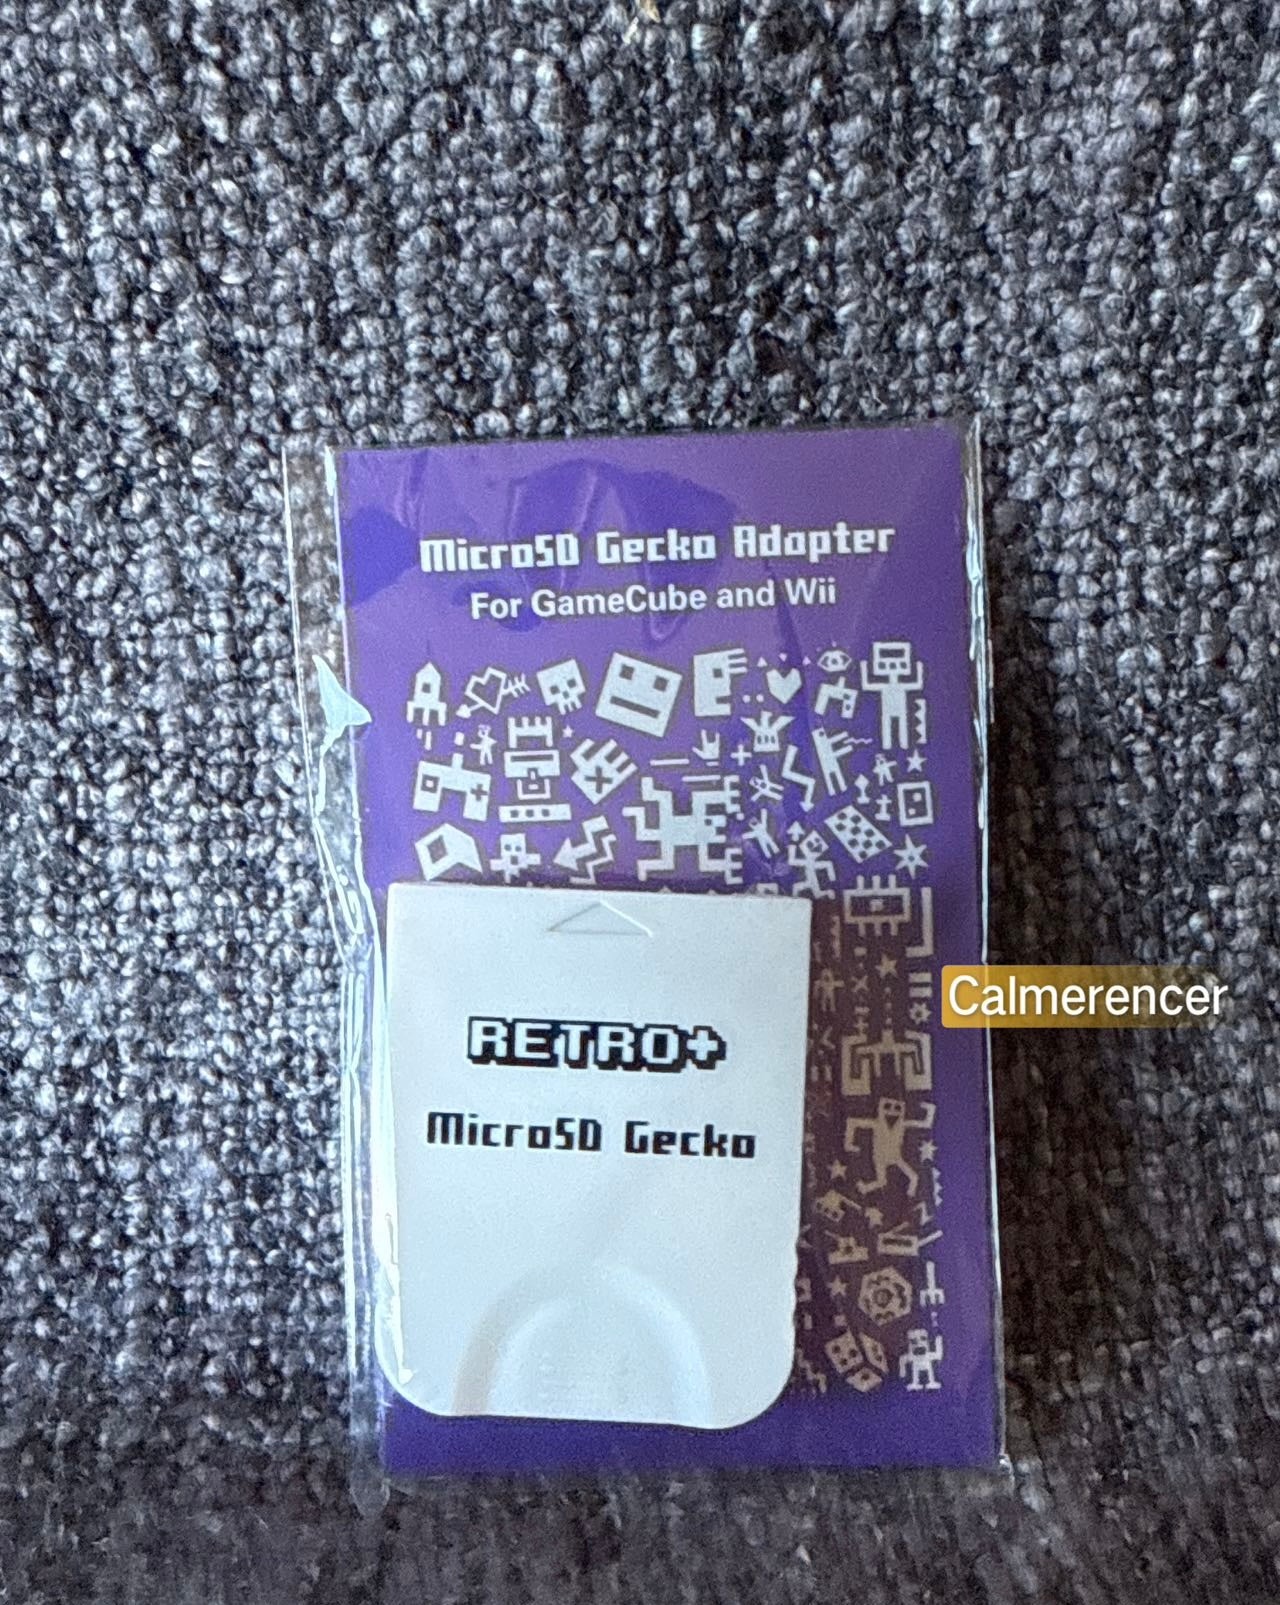 MicroSD Gecko Adapter
For GameCube and Wii
Calmerencer
RETRO+
MicroSD Gecko